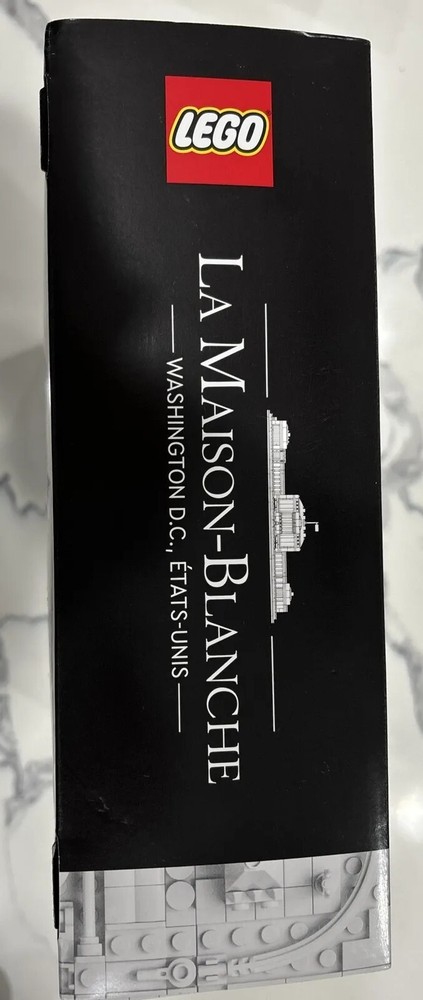 LEGO
LA MAISON-BLANCHE
WASHINGTON D.C., ÉTATS-UNIS